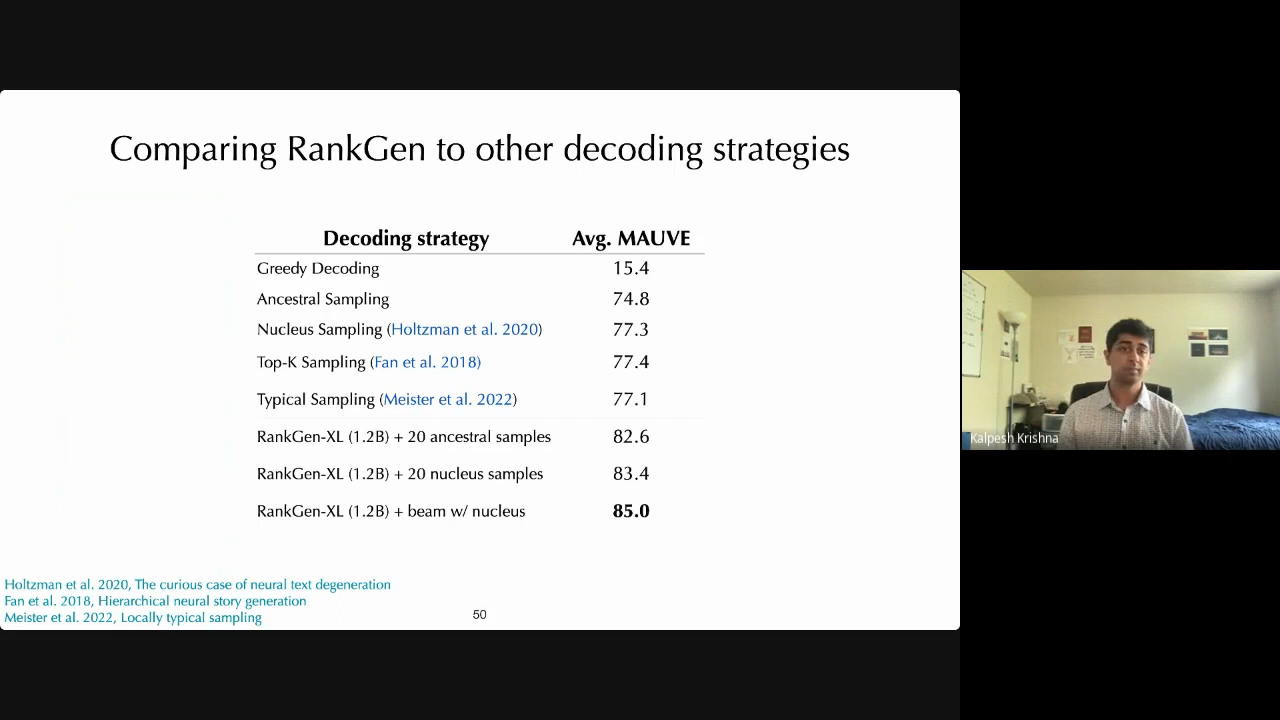 Comparing RankGen to other decoding strategies
Decoding strategy Avg. MAUVE
Greedy Decoding 15.4
Ancestral Sampling 74.8
Nucleus Sampling (Holtzman et al. 2020) 77.3
Top-K Sampling (Fan et al. 2018) 77.4
Typical Sampling (Meister et al. 2022) 77.1
RankGen-XL (1.2B) + 20 ancestral samples 82.6
RankGen-XL (1.2B) + 20 nucleus samples 83.4
RankGen-XL (1.2B) + beam w/ nucleus 85.0
Holtzman et al. 2020, The curious case of neural text degeneration
Fan et al. 2018, Hierarchical neural story generation
Meister et al. 2022, Locally typical sampling
50
Kalpesh Krishna